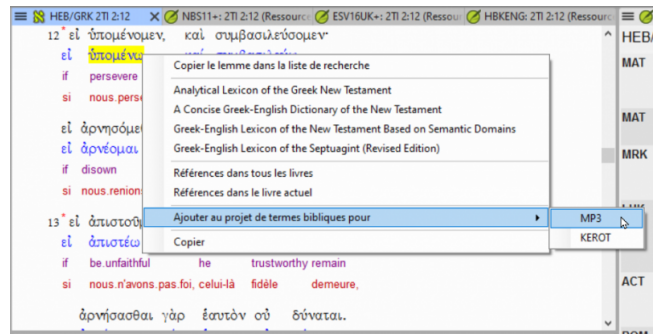 HEB/GRK 2TI 2:12 NBS11+: 2TI 2:12 (Ressourc ESV16UK+: 2TI 2:12 (Ressou HBKENG: 2TI 2:12 (Ressourc
12 * εἰ ὑπομένομεν, καὶ συμβασιλεύσομεν·
HEB/
εἰ ὑπομένω
if persevere
si nous.pers
Copier le lemme dans la liste de recherche
Analytical Lexicon of the Greek New Testament
A Concise Greek-English Dictionary of the New Testament
Greek-English Lexicon of the New Testament Based on Semantic Domains
Greek-English Lexicon of the Septuagint (Revised Edition)
Références dans tous les livres
Références dans le livre actuel
Ajouter au projet de termes bibliques pour
Copier
MP3
KEROT
MAT
MAT
MRK
ACT
εἰ ἀρνησόμε
εἰ ἀρνέομαι
if disown
si nous.renion
13 * εἰ ἀπιστοῦμ
εἰ ἀπιστέω
if be.unfaithful he trustworthy remain
si nous.n'avons.pas.foi, celui-là fidèle demeure,
ἀρνήσασθαι γὰρ ἑαυτὸν οὐ δύναται.